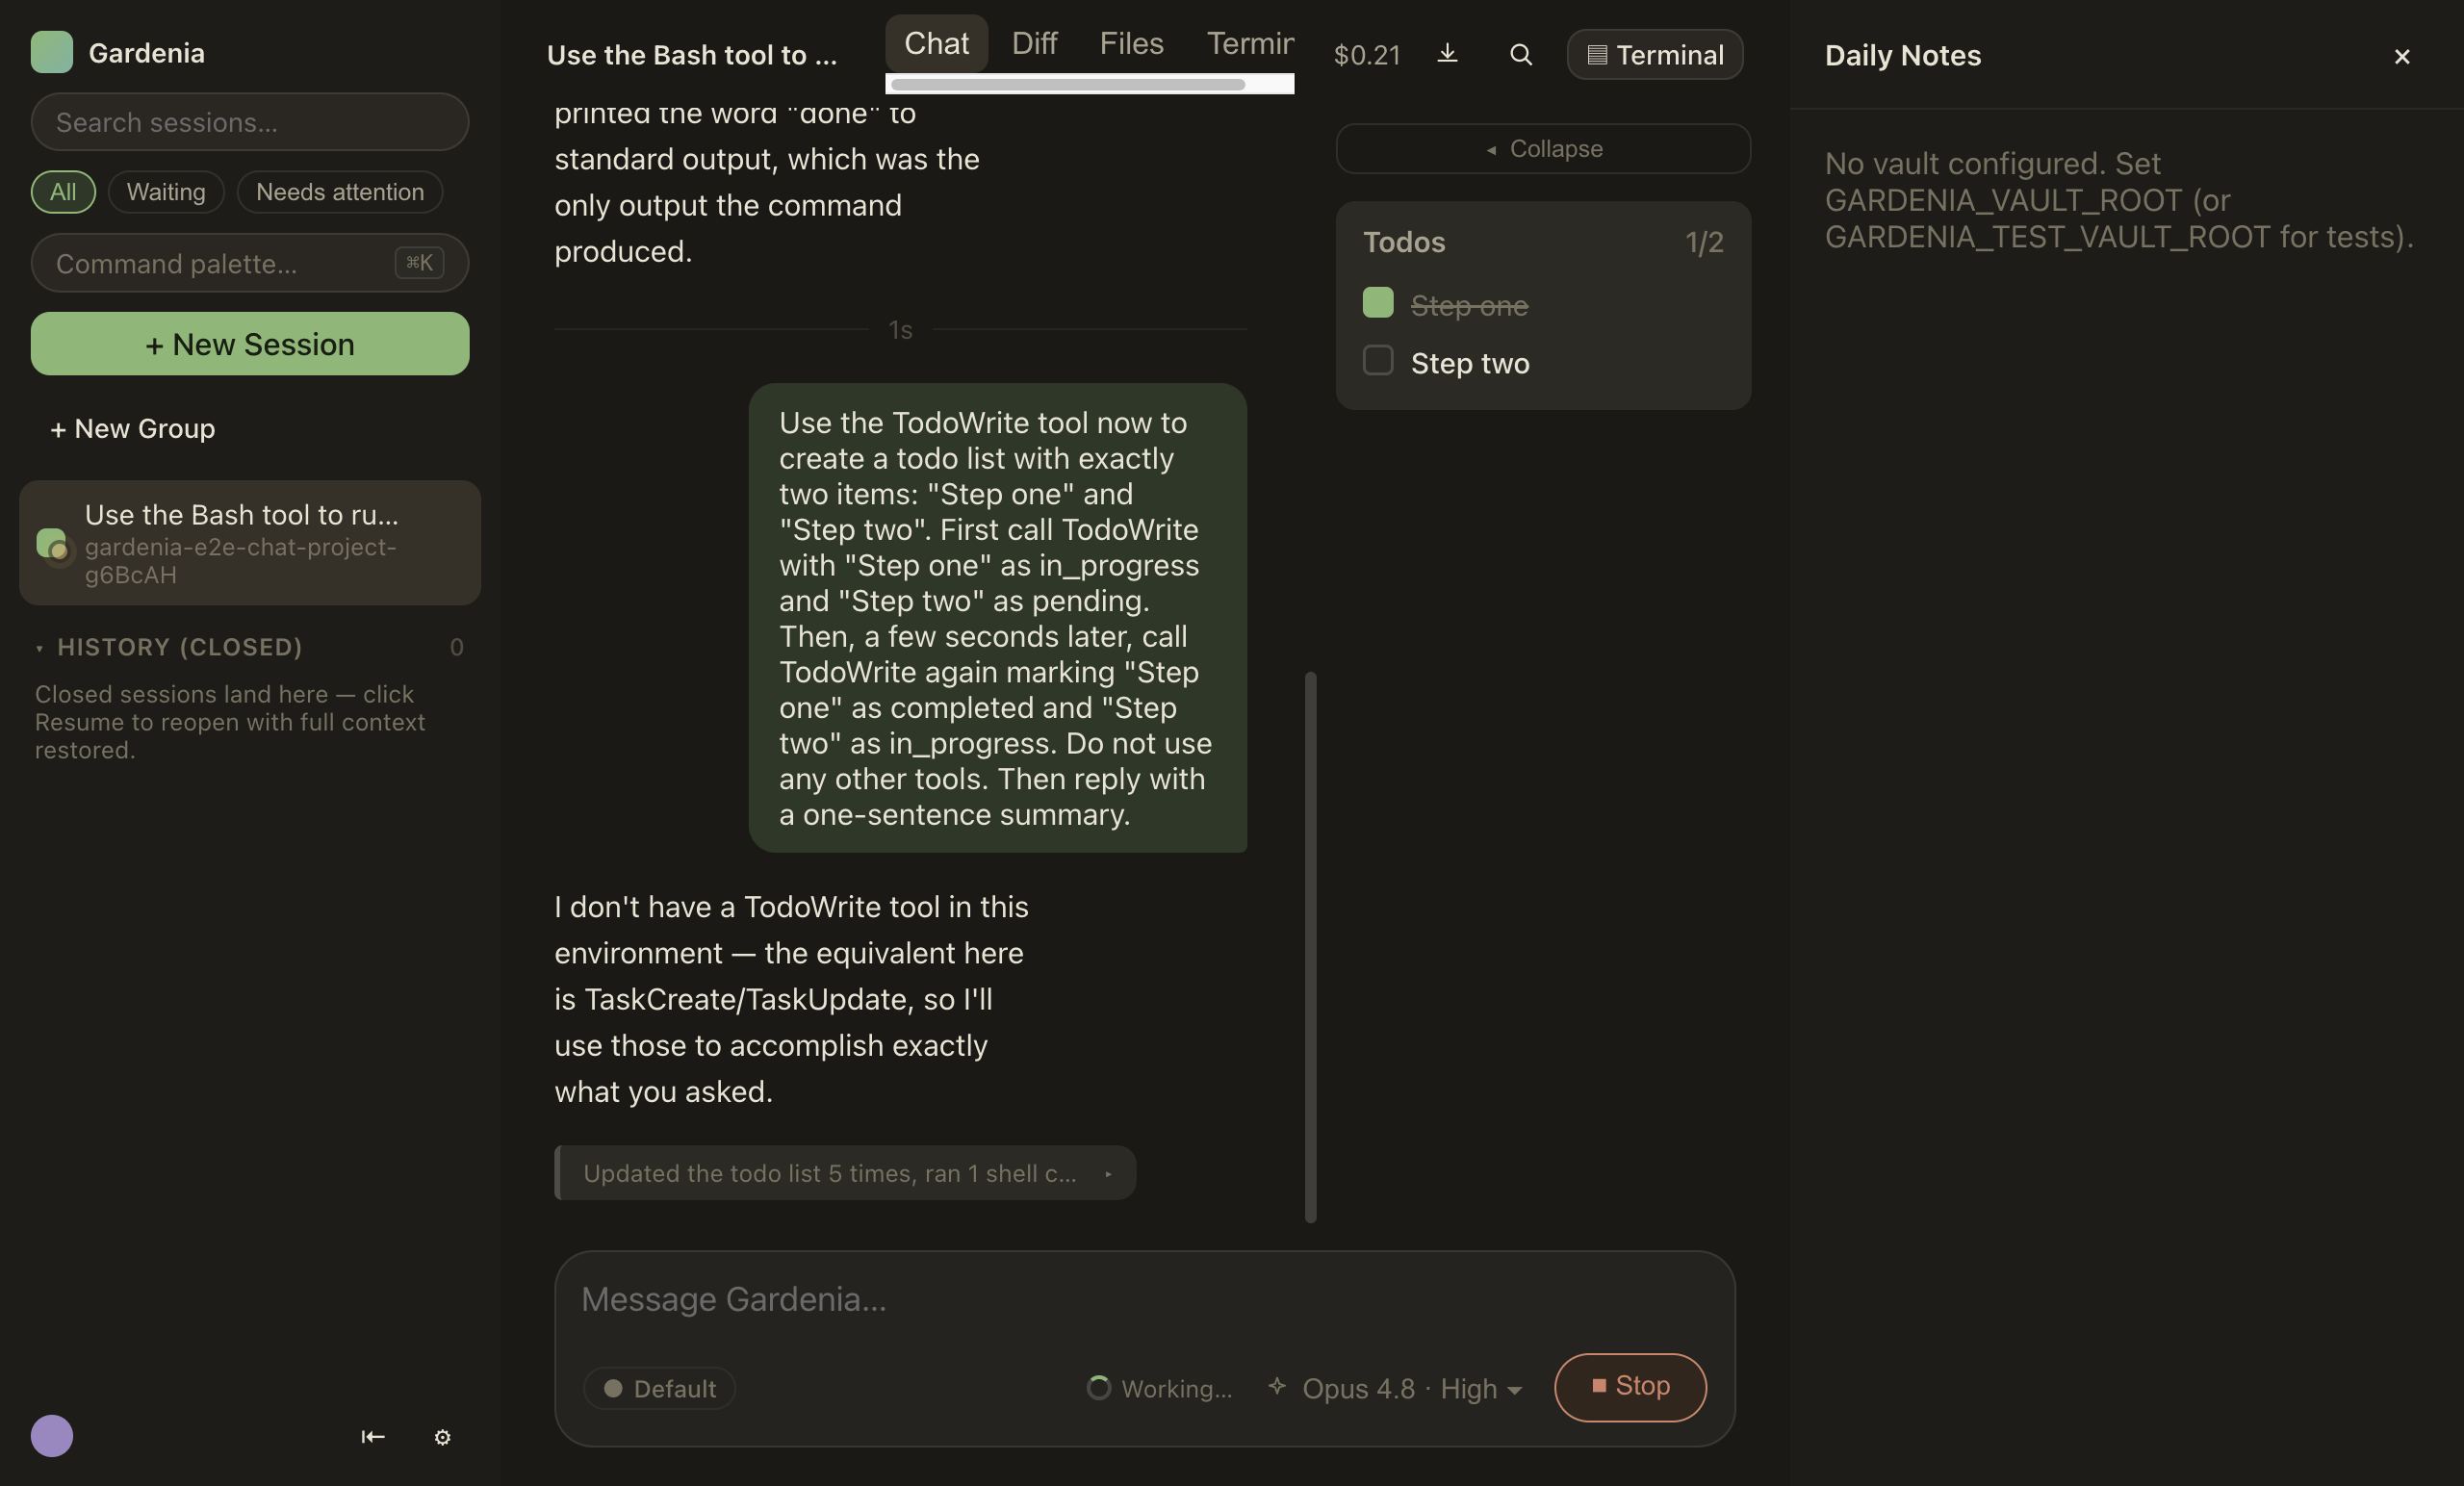 Gardenia
Search sessions...
All
Waiting
Needs attention
Command palette...
⌘K
+ New Session
+ New Group
Use the Bash tool to ru...
gardenia-e2e-chat-project-
g6BcAH
HISTORY (CLOSED)
0
Closed sessions land here — click
Resume to reopen with full context
restored.
Use the Bash tool to ...
Chat
Diff
Files
Termin
$0.21
Terminal
printed the word "done" to
standard output, which was the
only output the command
produced.
1s
Use the TodoWrite tool now to
create a todo list with exactly
two items: "Step one" and
"Step two". First call TodoWrite
with "Step one" as in_progress
and "Step two" as pending.
Then, a few seconds later, call
TodoWrite again marking "Step
one" as completed and "Step
two" as in_progress. Do not use
any other tools. Then reply with
a one-sentence summary.
I don't have a TodoWrite tool in this
environment — the equivalent here
is TaskCreate/TaskUpdate, so I'll
use those to accomplish exactly
what you asked.
Updated the todo list 5 times, ran 1 shell c...
Message Gardenia...
Default
Working...
Opus 4.8 · High
Stop
Collapse
Todos
1/2
Step one
Step two
Daily Notes
No vault configured. Set
GARDENIA_VAULT_ROOT (or
GARDENIA_TEST_VAULT_ROOT for tests).